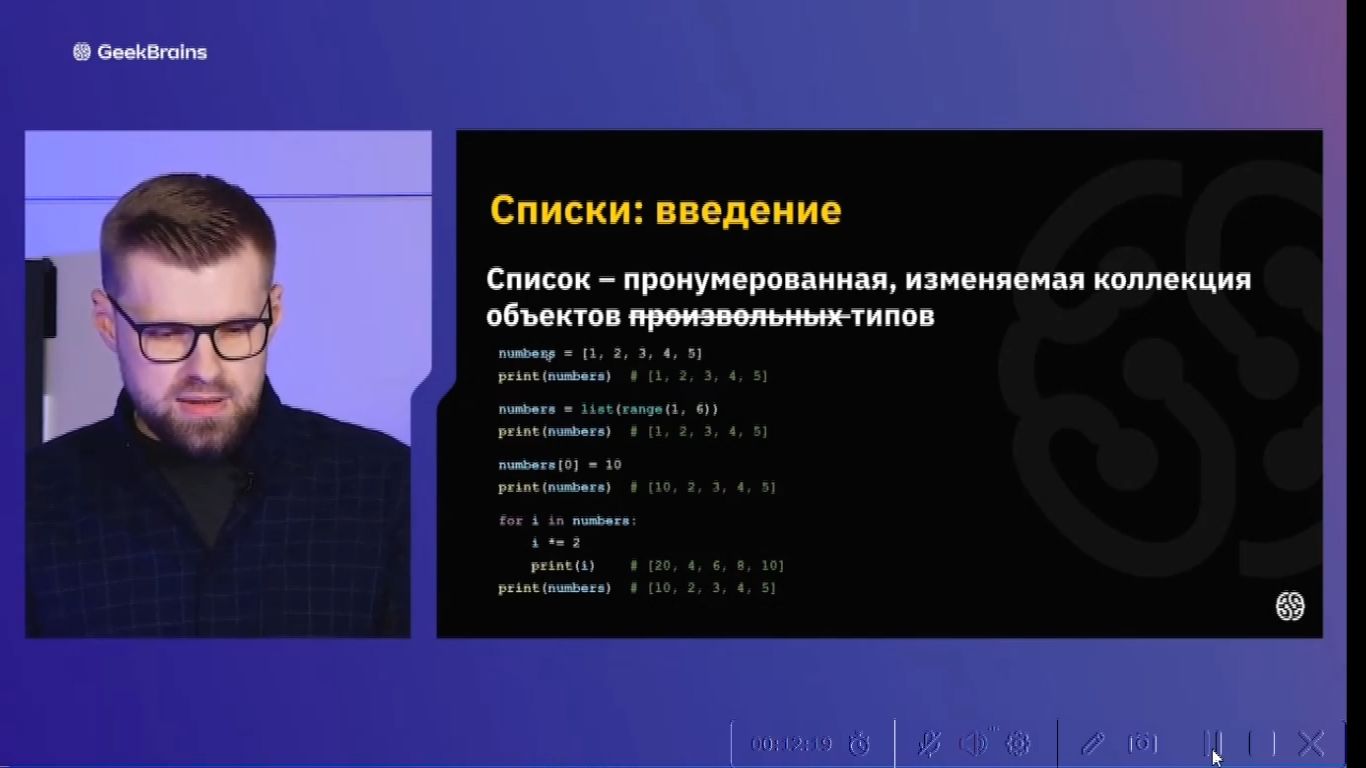 GeekBrains
Списки: введение
Список – пронумерованная, изменяемая коллекция
объектов произвольных типов
numbers = [1, 2, 3, 4, 5]
print(numbers)  # [1, 2, 3, 4, 5]
numbers = list(range(1, 6))
print(numbers)  # [1, 2, 3, 4, 5]
numbers[0] = 10
print(numbers)  # [10, 2, 3, 4, 5]
for i in numbers:
    i *= 2
    print(i)    # [20, 4, 6, 8, 10]
print(numbers)  # [10, 2, 3, 4, 5]
00:12:19